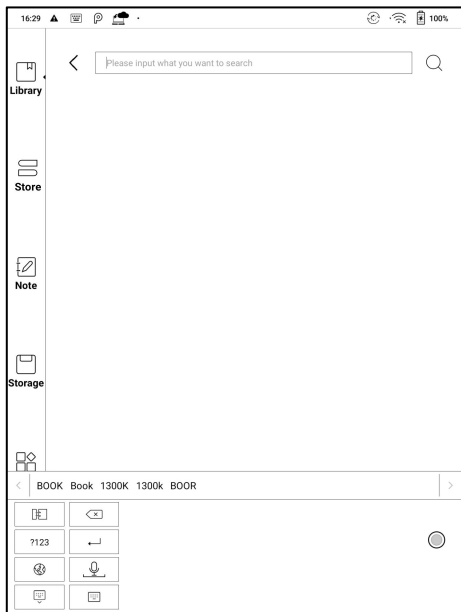 16:29 100%
Please input what you want to search
Library
Store
Note
Storage
BOOK Book 1300K 1300k BOOR
?123